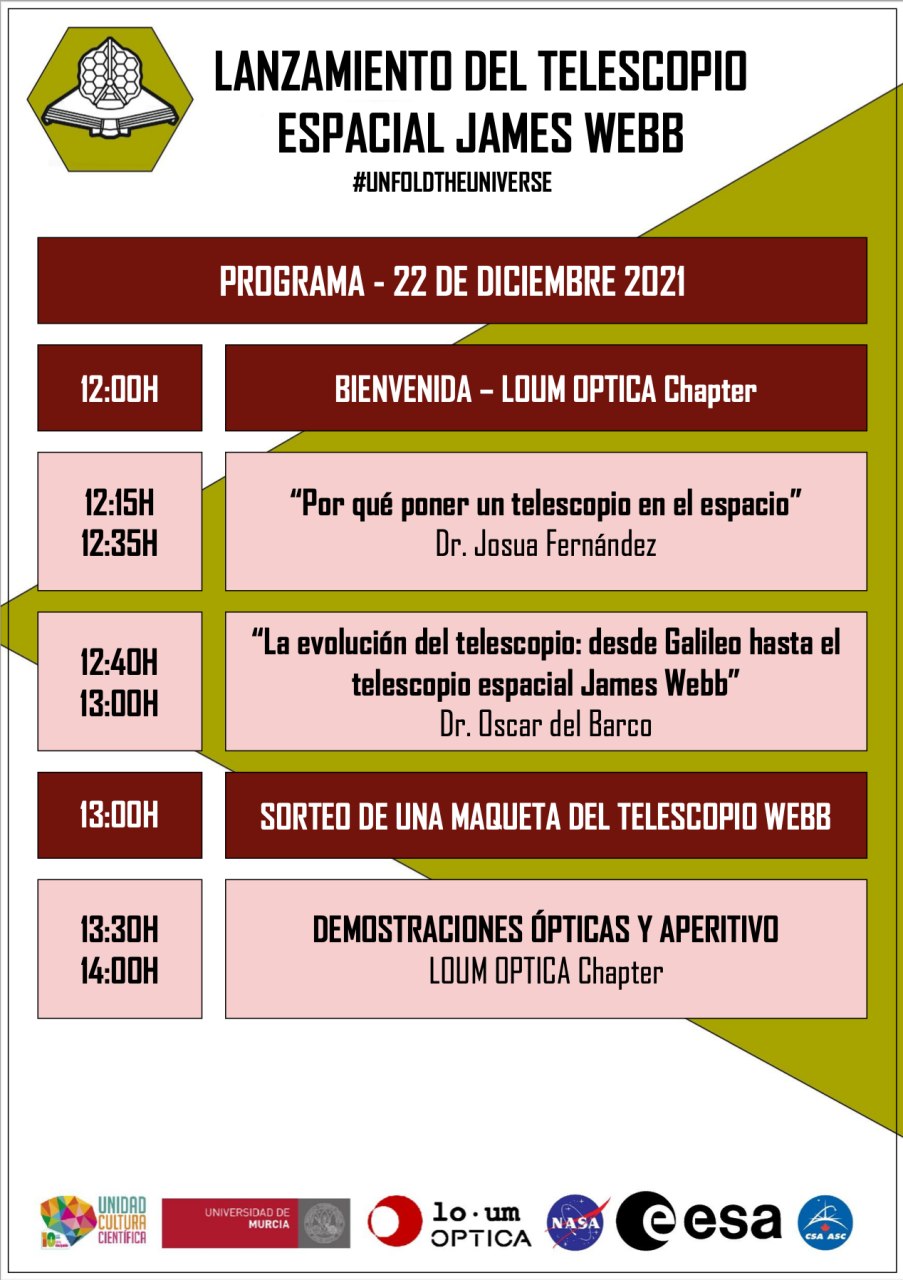 LANZAMIENTO DEL TELESCOPIO
ESPACIAL JAMES WEBB
#UNFOLDTHEUNIVERSE
PROGRAMA - 22 DE DICIEMBRE 2021
12:00H
BIENVENIDA – LOUM OPTICA Chapter
12:15H
12:35H
“Por qué poner un telescopio en el espacio”
Dr. Josua Fernández
12:40H
13:00H
“La evolución del telescopio: desde Galileo hasta el
telescopio espacial James Webb”
Dr. Oscar del Barco
13:00H
SORTEO DE UNA MAQUETA DEL TELESCOPIO WEBB
13:30H
14:00H
DEMOSTRACIONES ÓPTICAS Y APERITIVO
LOUM OPTICA Chapter
10
UNIDAD
CULTURA
CIENTÍFICA
UNIVERSIDAD DE
MURCIA
lo·um
OPTICA
NASA
esa
CSA ASC